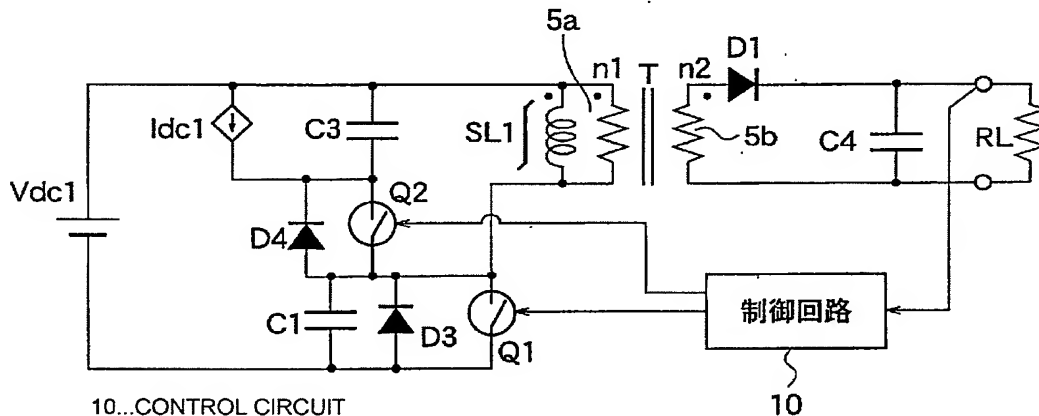 5a
D1
n1 T n2
Idc1
C3
SL1
5b
C4
RL
Vdc1
Q2
D4
C1
D3
Q1
制御回路
10...CONTROL CIRCUIT
10